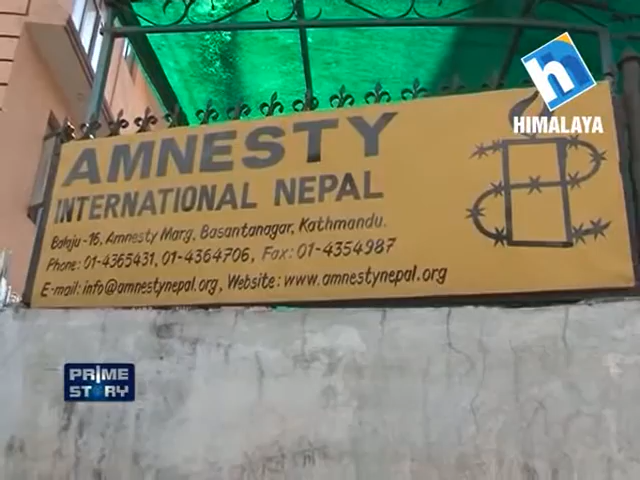 AMNESTY
INTERNATIONAL NEPAL
Balaju-16, Amnesty Marg, Basantanagar, Kathmandu.
Phone: 01-4365431, 01-4364706, Fax: 01-4354987
E-mail: info@amnestynepal.org, Website: www.amnestynepal.org
h
HIMALAYA
PRIME
STORY